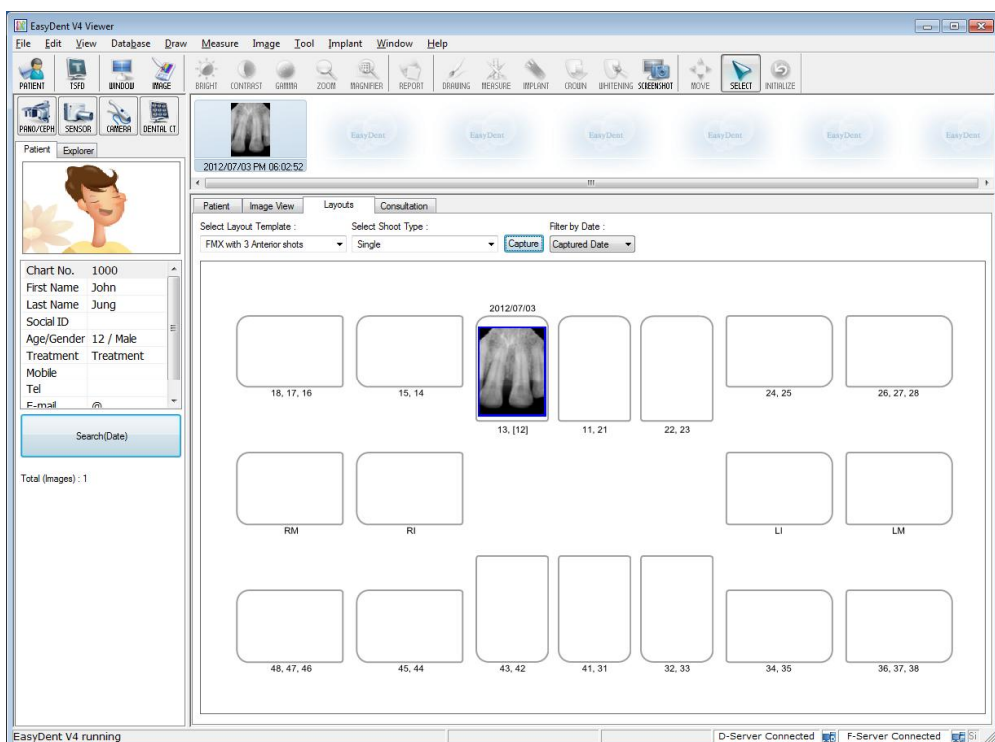 EasyDent V4 Viewer
File Edit View Database Draw Measure Image Tool Implant Window Help
PATIENT TSFD WINDOW IMAGE BRIGHT CONTRAST GAMMA ZOOM MAGNIFIER REPORT DRAWING MEASURE IMPLANT CROWN WHITENING SCREENSHOT MOVE SELECT INITIALIZE
PANO/CEPH SENSOR CAMERA DENTAL CT
EasyDent EasyDent EasyDent EasyDent EasyDent EasyDent
2012/07/03 PM 06:02:52
Patient Explorer
Chart No. 1000
First Name John
Last Name Jung
Social ID
Age/Gender 12 / Male
Treatment Treatment
Mobile
Tel
E-mail @
Search(Date)
Total (Images) : 1
Patient Image View Layouts Consultation
Select Layout Template : Select Shoot Type : Filter by Date :
FMX with 3 Anterior shots Single Capture Captured Date
2012/07/03
18, 17, 16 15, 14 24, 25 26, 27, 28
13, [12] 11, 21 22, 23
RM RI LI LM
48, 47, 46 45, 44 43, 42 41, 31 32, 33 34, 35 36, 37, 38
EasyDent V4 running D-Server Connected F-Server Connected Si